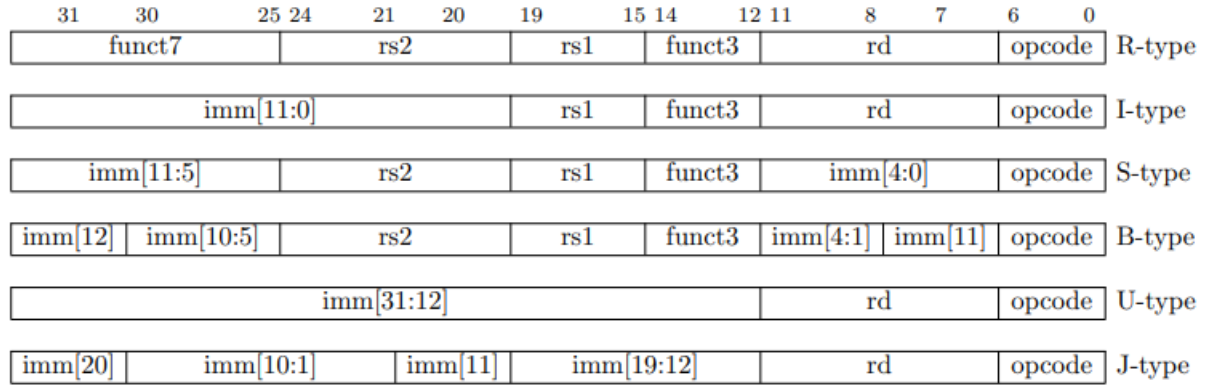 31 30 25 24 21 20 19 15 14 12 11 8 7 6 0
funct7 rs2 rs1 funct3 rd opcode R-type
imm[11:0] rs1 funct3 rd opcode I-type
imm[11:5] rs2 rs1 funct3 imm[4:0] opcode S-type
imm[12] imm[10:5] rs2 rs1 funct3 imm[4:1] imm[11] opcode B-type
imm[31:12] rd opcode U-type
imm[20] imm[10:1] imm[11] imm[19:12] rd opcode J-type